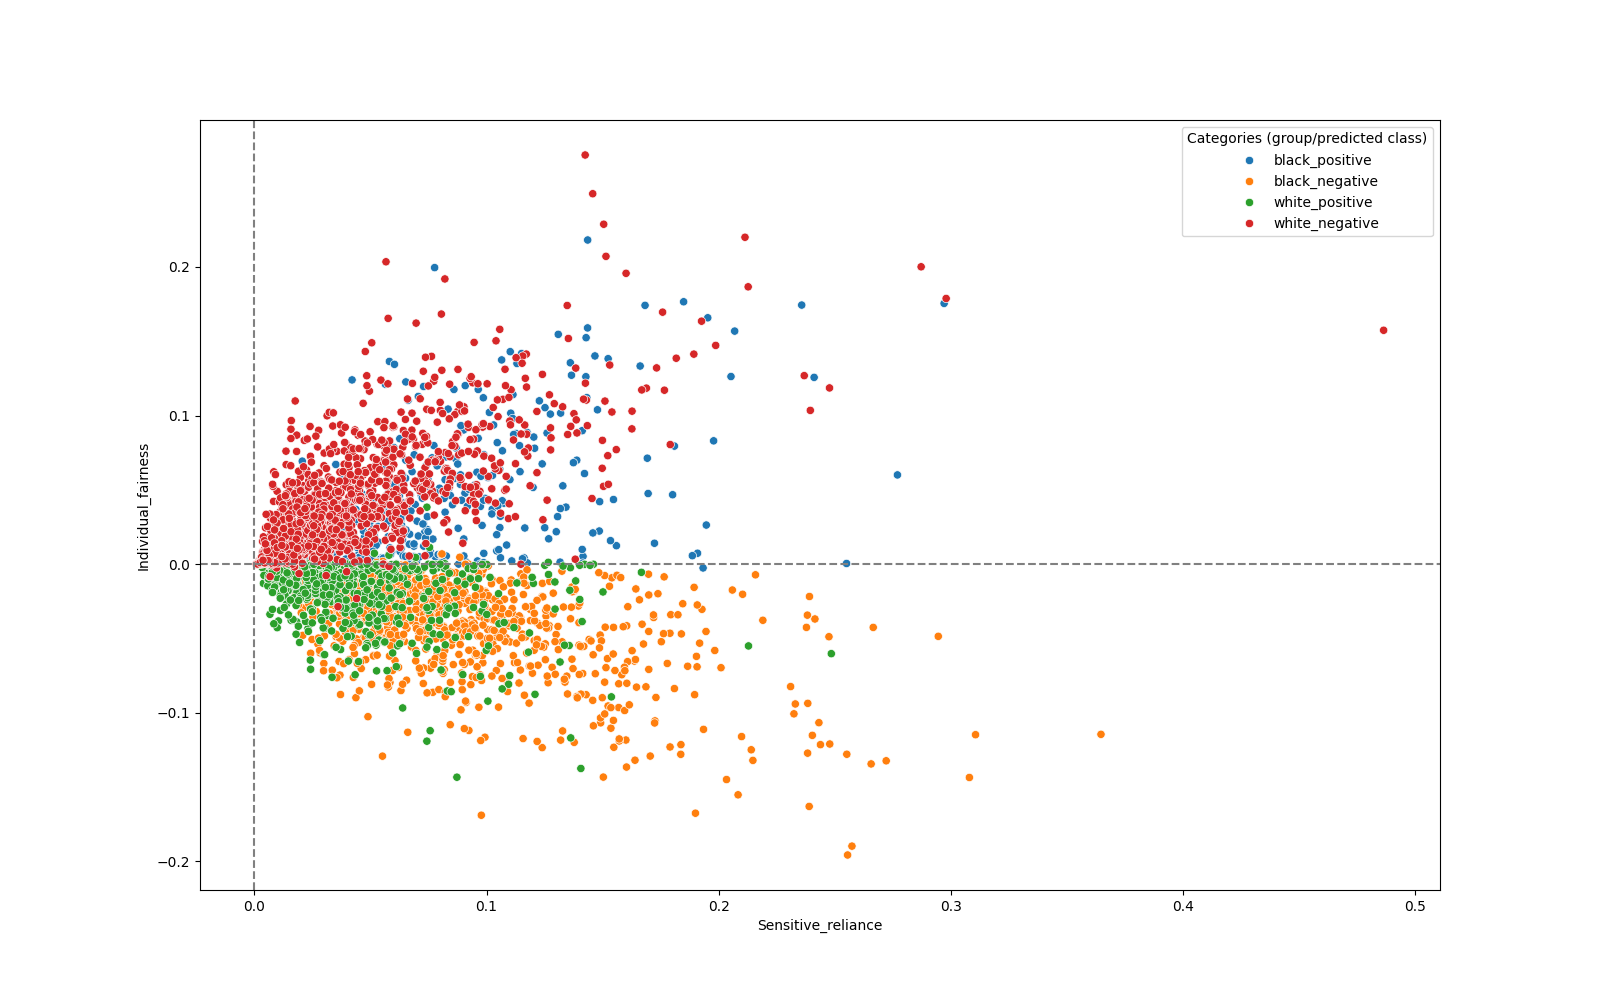 Categories (group/predicted class)
black_positive
black_negative
white_positive
white_negative
Individual_fairness
0.2
0.1
0.0
−0.1
−0.2
0.0 0.1 0.2 0.3 0.4 0.5
Sensitive_reliance